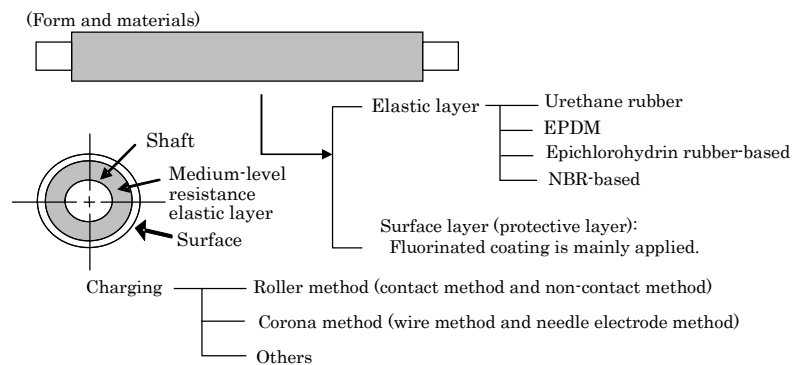 (Form and materials)
Elastic layer
Urethane rubber
EPDM
Epichlorohydrin rubber-based
NBR-based
Shaft
Medium-level
resistance
elastic layer
Surface
Surface layer (protective layer):
Fluorinated coating is mainly applied.
Charging
Roller method (contact method and non-contact method)
Corona method (wire method and needle electrode method)
Others